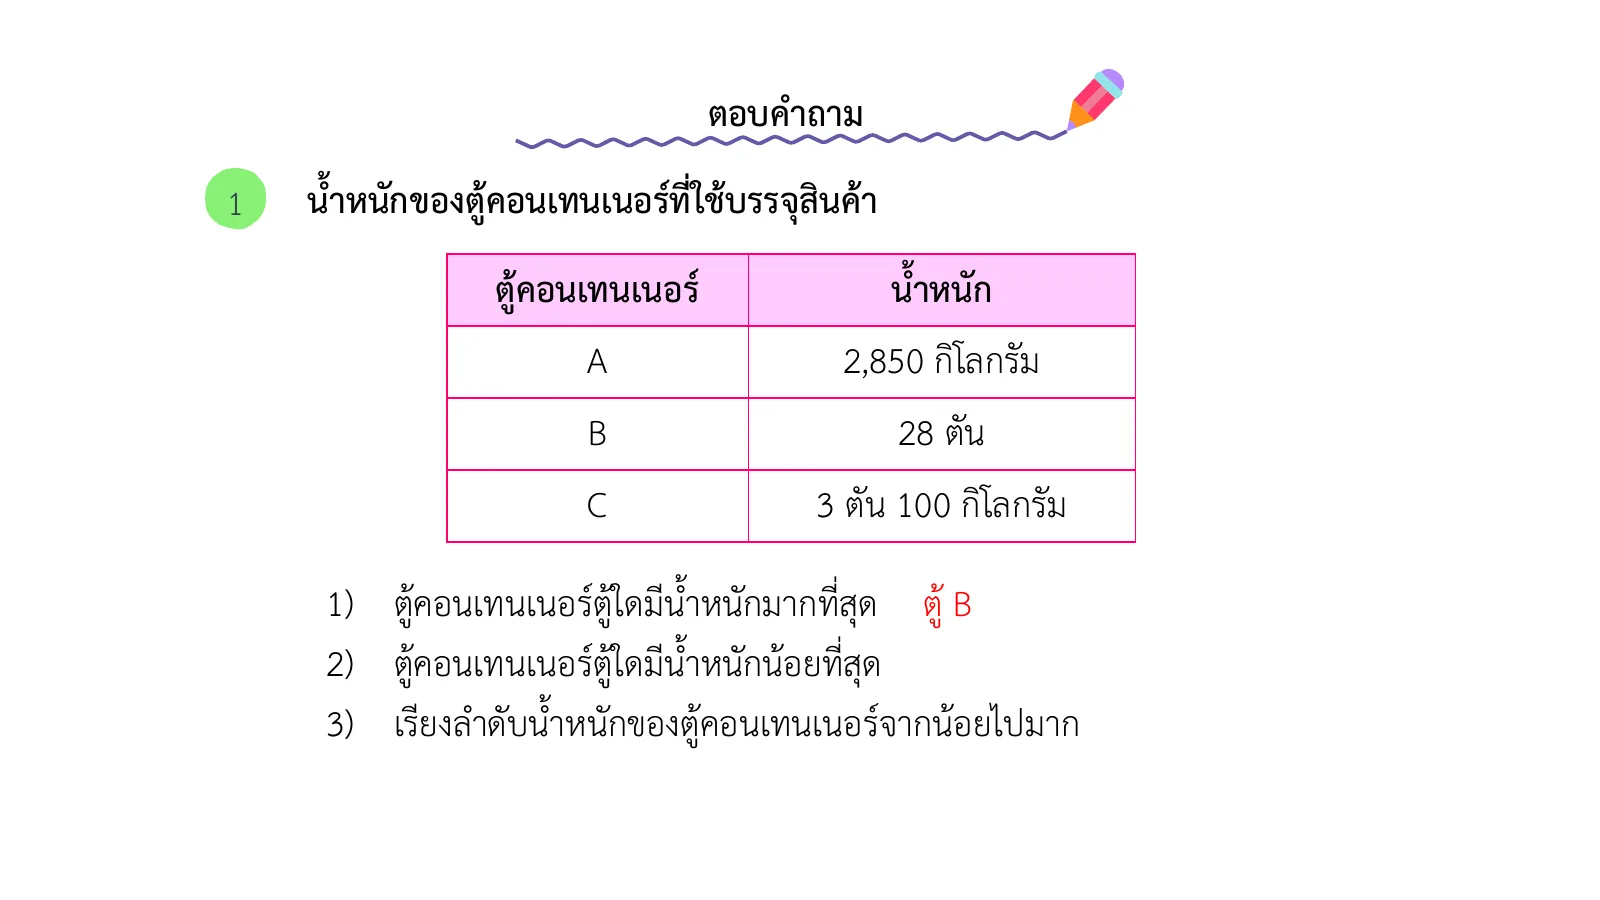 ตอบคำถาม
1 น้ำหนักของตู้คอนเทนเนอร์ที่ใช้บรรจุสินค้า
ตู้คอนเทนเนอร์ น้ำหนัก
A 2,850 กิโลกรัม
B 28 ตัน
C 3 ตัน 100 กิโลกรัม
1) ตู้คอนเทนเนอร์ตู้ใดมีน้ำหนักมากที่สุด ตู้ B
2) ตู้คอนเทนเนอร์ตู้ใดมีน้ำหนักน้อยที่สุด
3) เรียงลำดับน้ำหนักของตู้คอนเทนเนอร์จากน้อยไปมาก